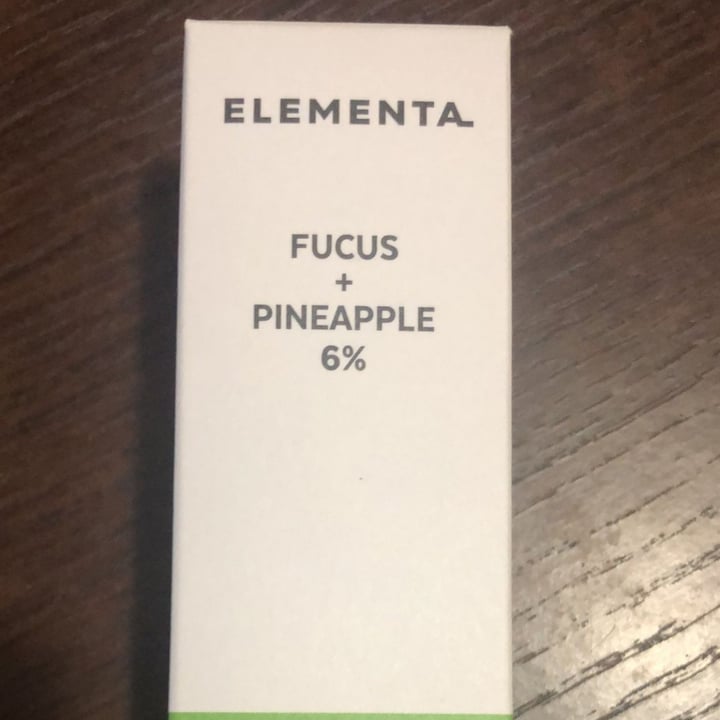 ELEMENTA
FUCUS
+
PINEAPPLE
6%